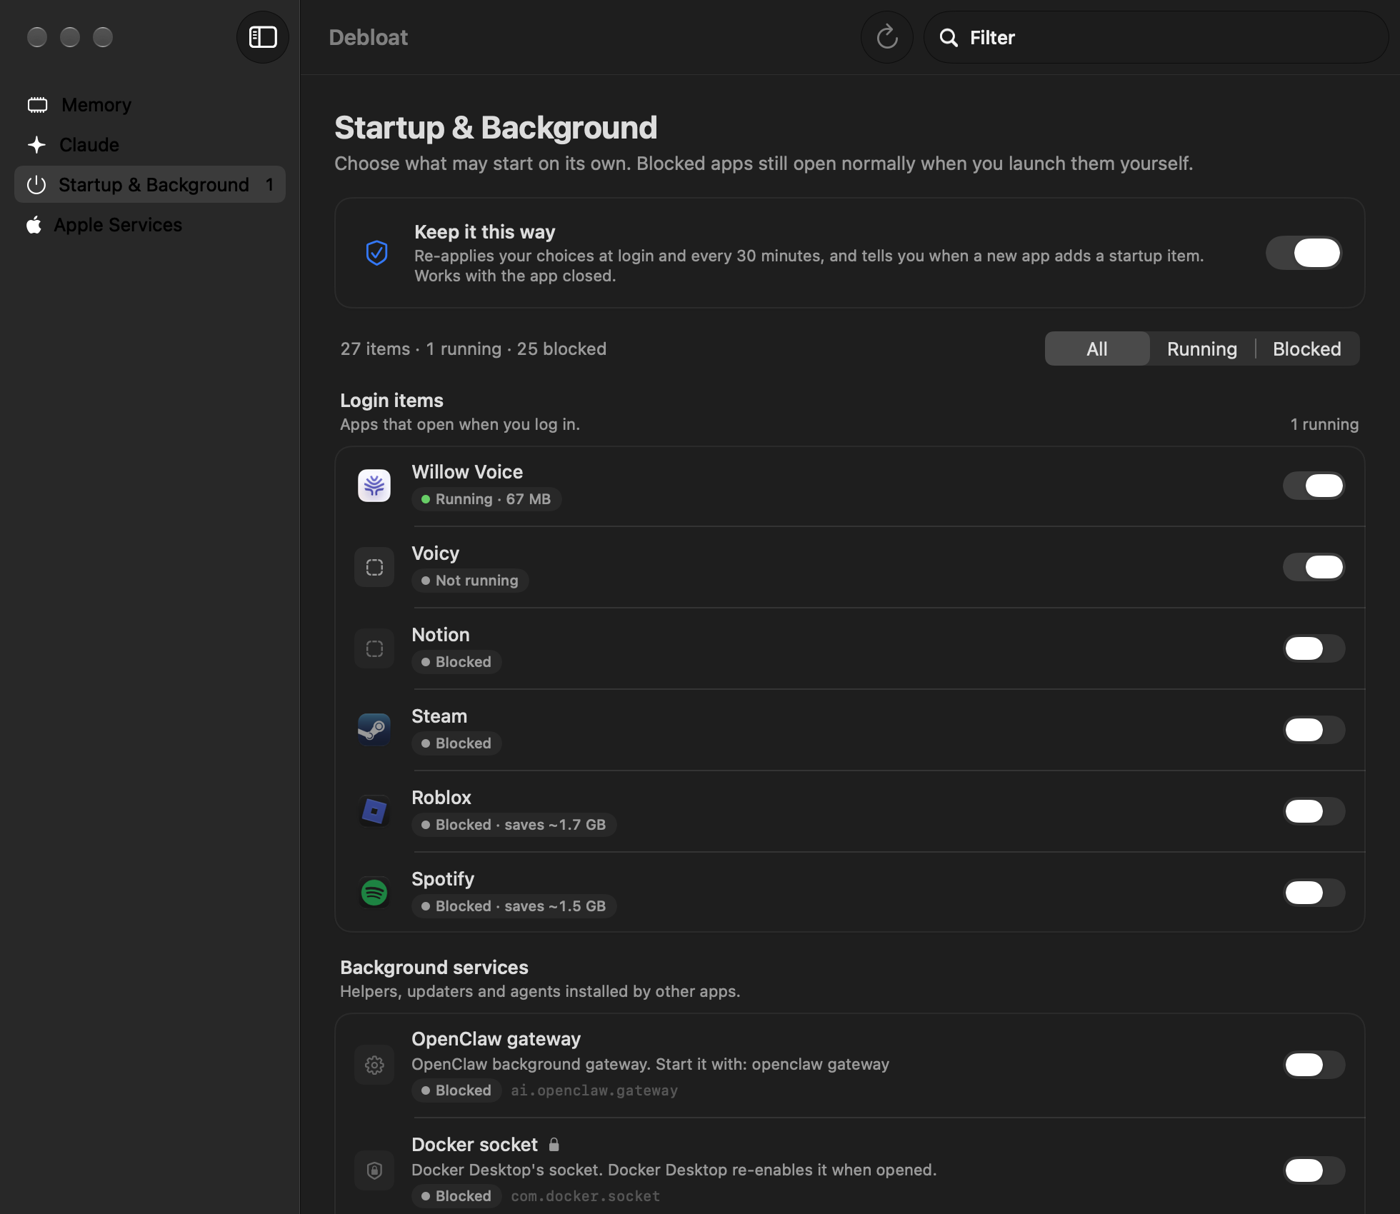 Debloat
Filter
Memory
Claude
Startup & Background 1
Apple Services
Startup & Background
Choose what may start on its own. Blocked apps still open normally when you launch them yourself.
Keep it this way
Re-applies your choices at login and every 30 minutes, and tells you when a new app adds a startup item.
Works with the app closed.
27 items · 1 running · 25 blocked
All Running Blocked
Login items
Apps that open when you log in.
1 running
Willow Voice
Running · 67 MB
Voicy
Not running
Notion
Blocked
Steam
Blocked
Roblox
Blocked · saves ~1.7 GB
Spotify
Blocked · saves ~1.5 GB
Background services
Helpers, updaters and agents installed by other apps.
OpenClaw gateway
OpenClaw background gateway. Start it with: openclaw gateway
Blocked ai.openclaw.gateway
Docker socket
Docker Desktop's socket. Docker Desktop re-enables it when opened.
Blocked com.docker.socket